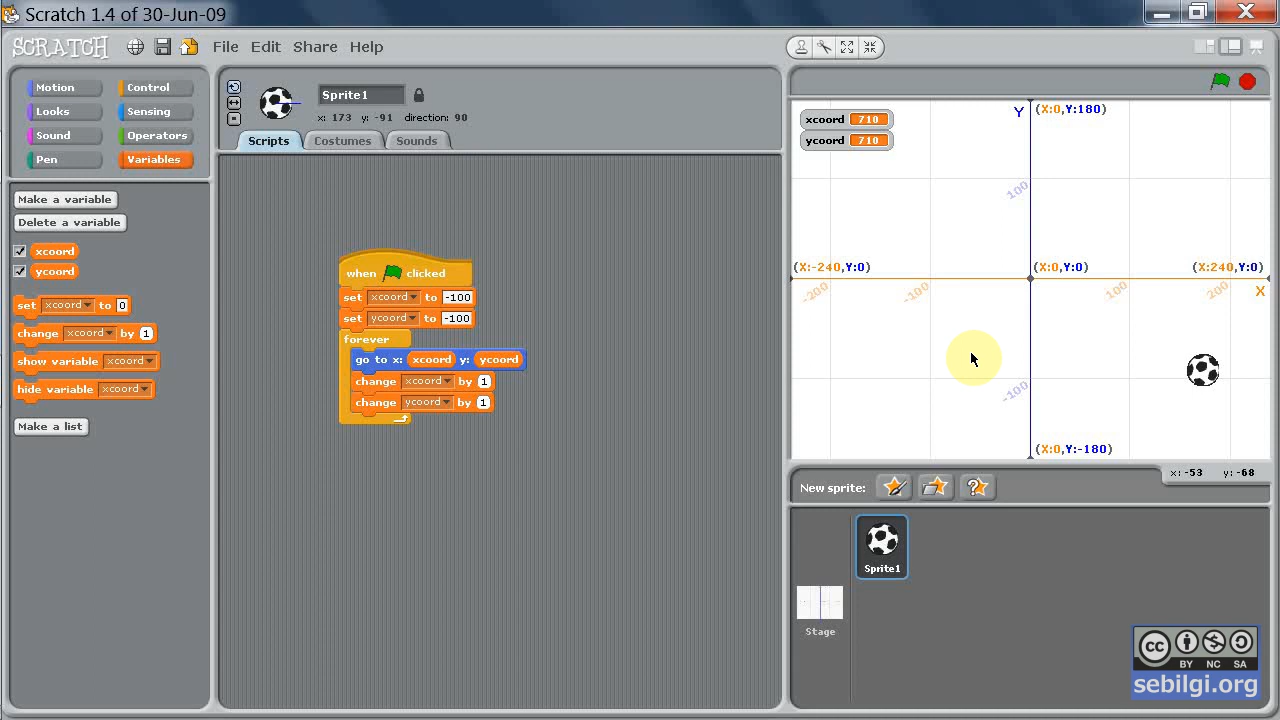 Scratch 1.4 of 30-Jun-09
SCRATCH File Edit Share Help
Motion Control
Looks Sensing
Sound Operators
Pen Variables
Make a variable
Delete a variable
xcoord
ycoord
set xcoord to 0
change xcoord by 1
show variable xcoord
hide variable xcoord
Make a list
Sprite1
x: 173 y: -91 direction: 90
Scripts Costumes Sounds
when clicked
set xcoord to -100
set ycoord to -100
forever
go to x: xcoord y: ycoord
change xcoord by 1
change ycoord by 1
xcoord 710
ycoord 710
Y (X:0,Y:180)
100
(X:-240,Y:0) (X:0,Y:0) (X:240,Y:0)
-200 -100 100 200 X
-100
(X:0,Y:-180)
x: -53 y: -68
New sprite:
Sprite1
Stage
cc BY NC SA
sebilgi.org